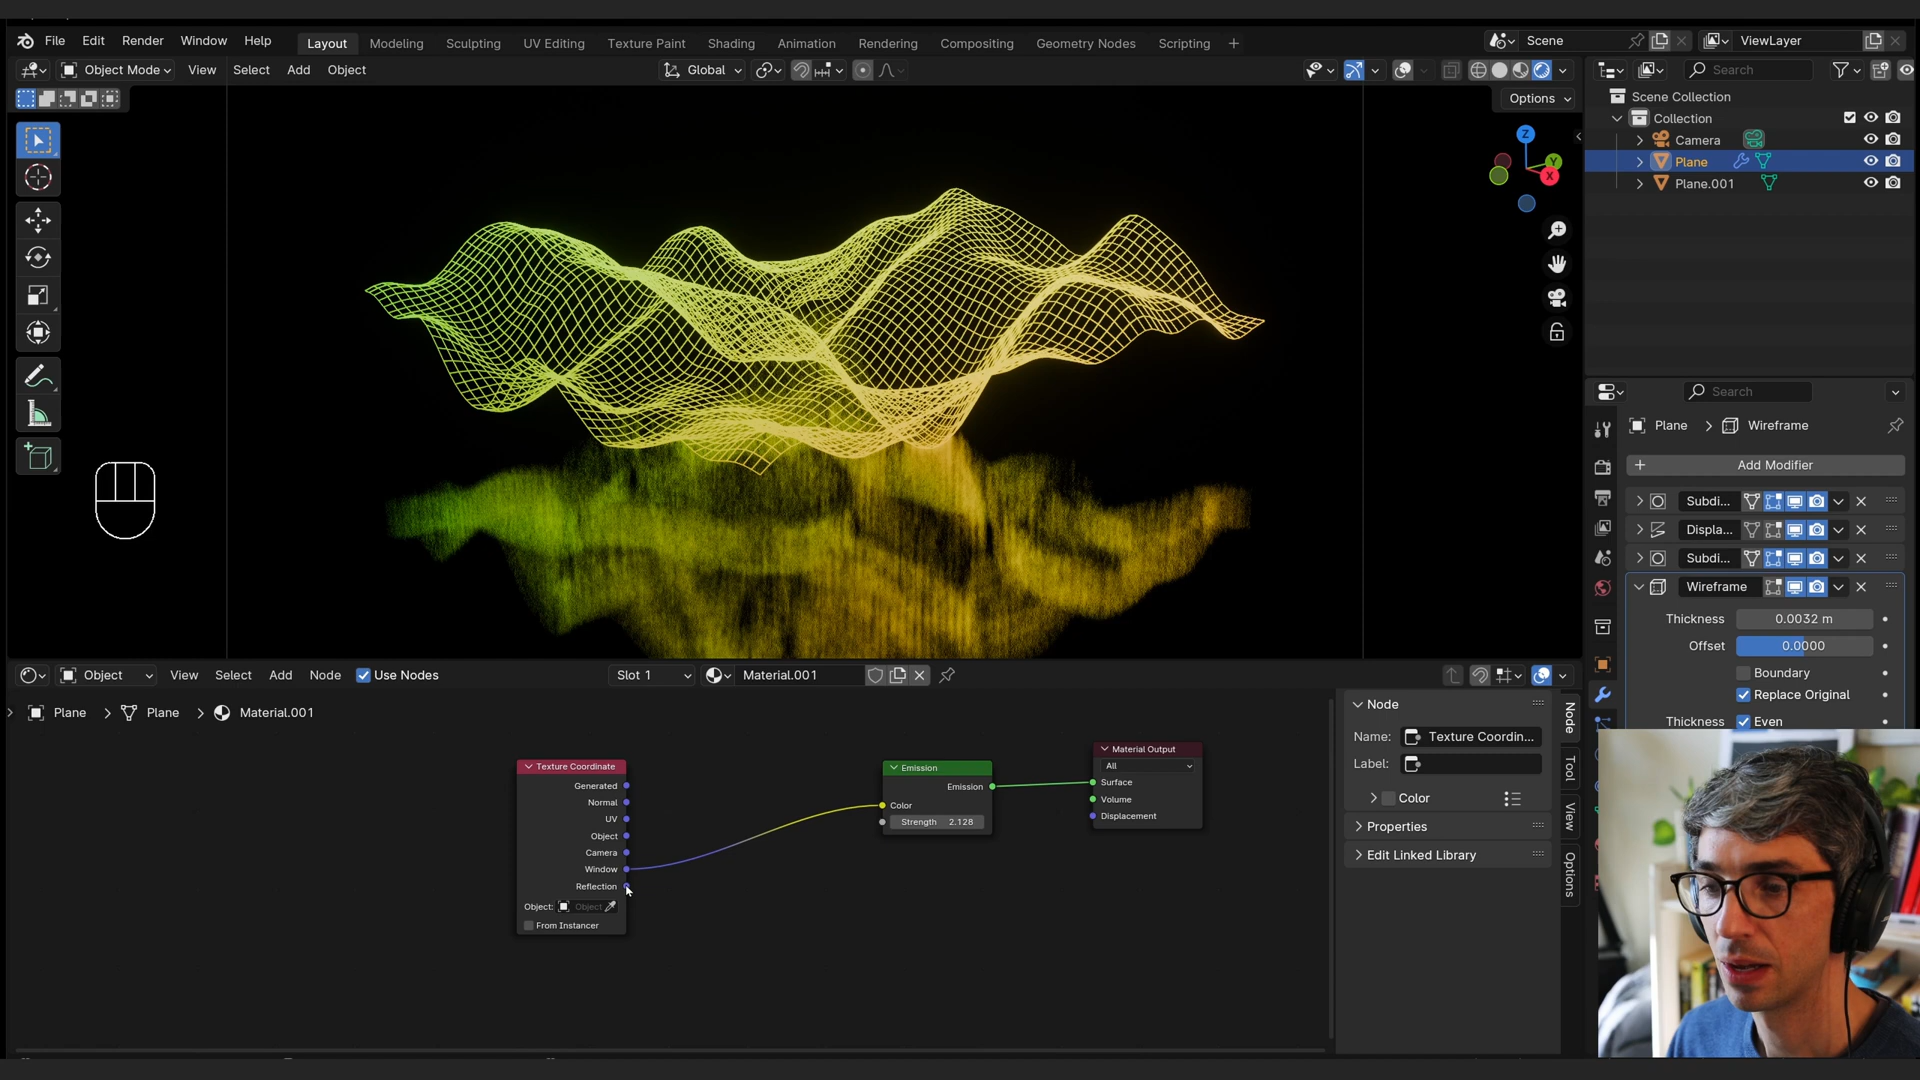 File Edit Render Window Help Layout Modeling Sculpting UV Editing Texture Paint Shading Animation Rendering Compositing Geometry Nodes Scripting + Scene ViewLayer
Object Mode View Select Add Object Global Search
Options
Z
Y
X
Scene Collection
Collection
Camera
Plane
Plane.001
Search
Plane > Wireframe
+ Add Modifier
Subdi...
Displa...
Subdi...
Wireframe
Thickness 0.0032 m
Offset 0.0000
Boundary
Replace Original
Thickness Even
Object View Select Add Node Use Nodes Slot 1 Material.001
Plane > Plane > Material.001
Texture Coordinate
Generated
Normal
UV
Object
Camera
Window
Reflection
Object: Object
From Instancer
Emission
Emission
Color
Strength 2.128
Material Output
All
Surface
Volume
Displacement
Node
Name: Texture Coordin...
Label:
Color
Properties
Edit Linked Library
Node
Tool
View
Options